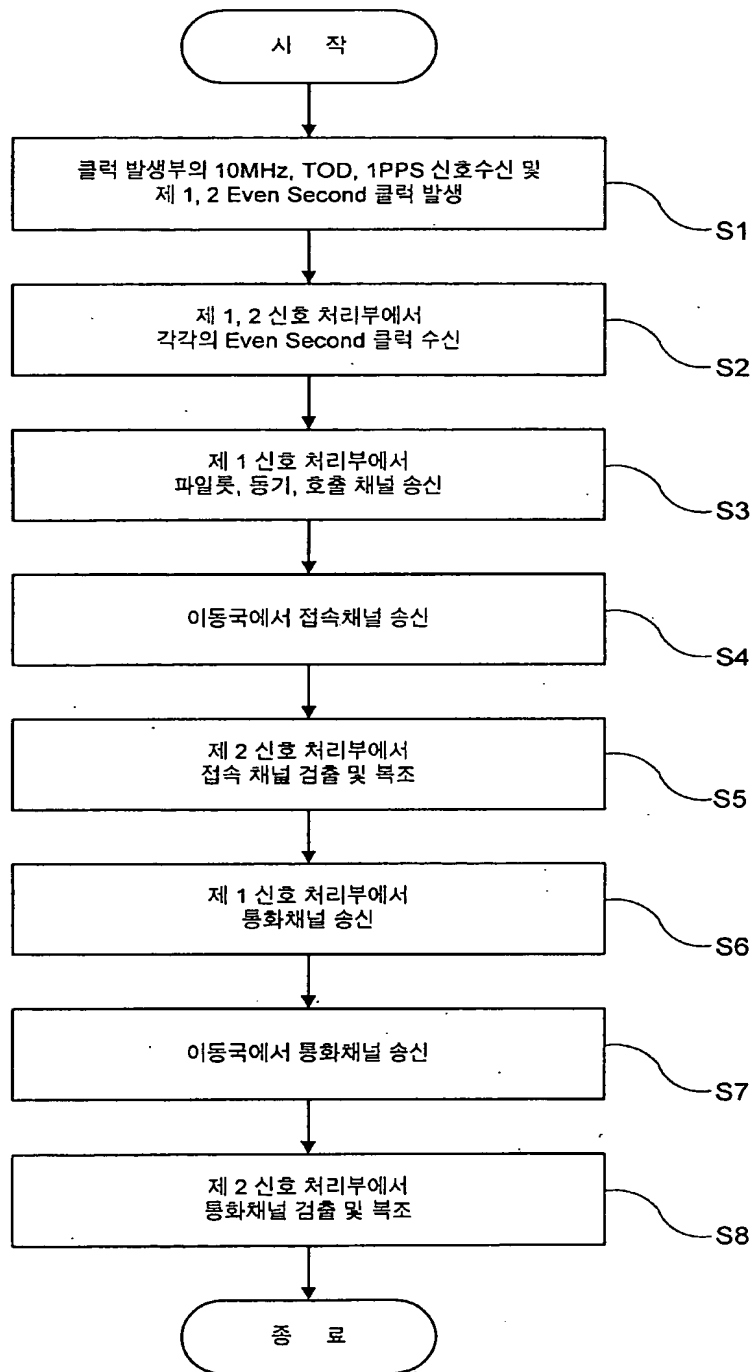 시 작
클럭 발생부의 10MHz, TOD, 1PPS 신호수신 및
제 1, 2 Even Second 클럭 발생
S1
제 1, 2 신호 처리부에서
각각의 Even Second 클럭 수신
S2
제 1 신호 처리부에서
파일롯, 동기, 호출 채널 송신
S3
이동국에서 접속채널 송신
S4
제 2 신호 처리부에서
접속 채널 검출 및 복조
S5
제 1 신호 처리부에서
통화채널 송신
S6
이동국에서 통화채널 송신
S7
제 2 신호 처리부에서
통화채널 검출 및 복조
S8
종 료